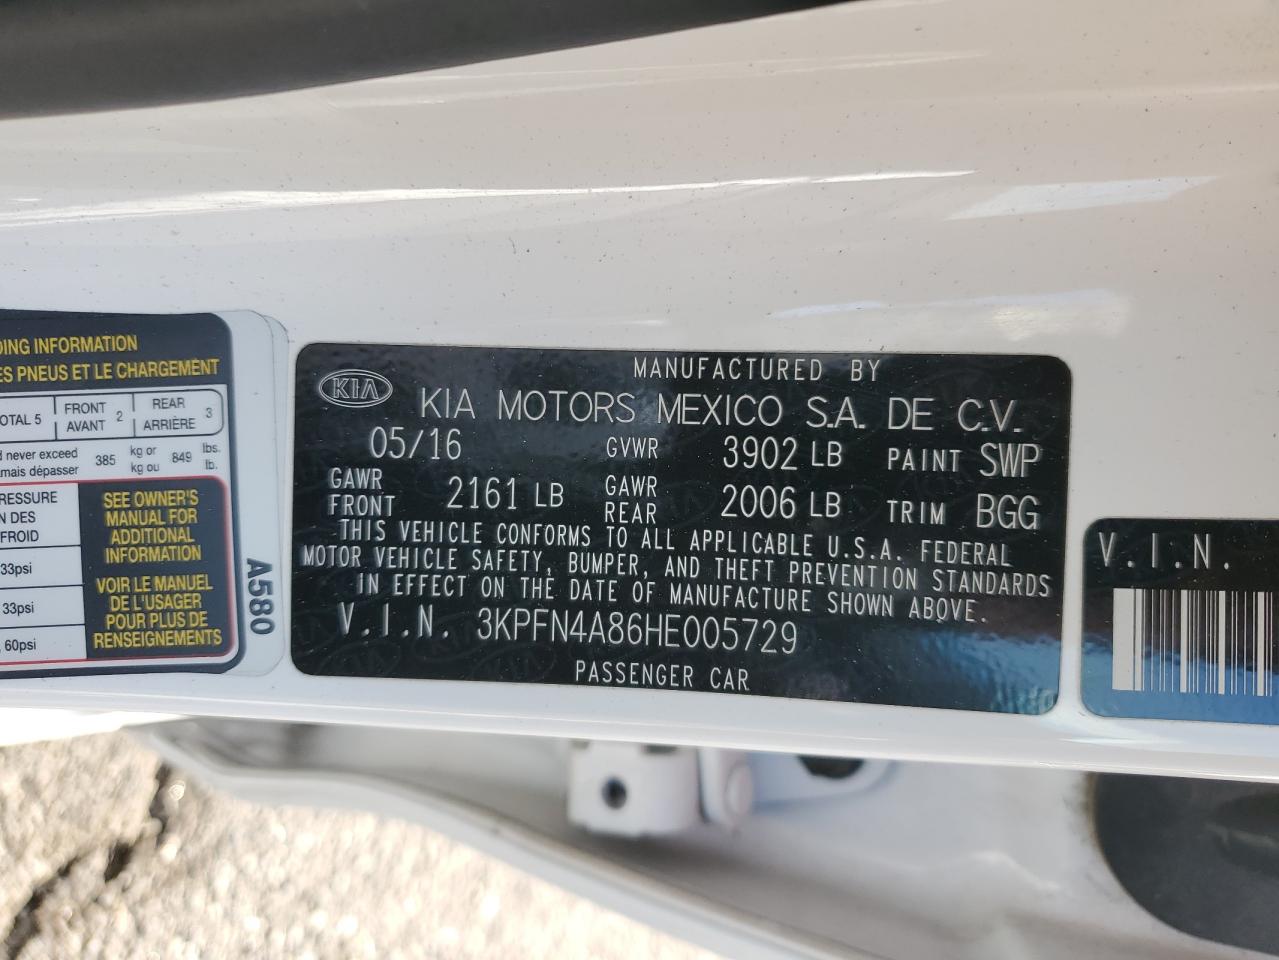 DING INFORMATION
ES PNEUS ET LE CHARGEMENT
OTAL 5 FRONT AVANT 2 REAR ARRIÈRE 3
d never exceed
amais dépasser 385 kg or kg ou 849 lbs. lb.
RESSURE
N DES
FROID
33psi
33psi
60psi
SEE OWNER'S
MANUAL FOR
ADDITIONAL
INFORMATION
VOIR LE MANUEL
DE L'USAGER
POUR PLUS DE
RENSEIGNEMENTS
A580
MANUFACTURED BY
KIA KIA MOTORS MEXICO S.A. DE C.V.
05/16 GVWR 3902 LB PAINT SWP
GAWR FRONT 2161 LB GAWR REAR 2006 LB TRIM BGG
THIS VEHICLE CONFORMS TO ALL APPLICABLE U.S.A. FEDERAL
MOTOR VEHICLE SAFETY, BUMPER, AND THEFT PREVENTION STANDARDS
IN EFFECT ON THE DATE OF MANUFACTURE SHOWN ABOVE.
V.I.N. 3KPFN4A86HE005729
PASSENGER CAR
V.I.N.